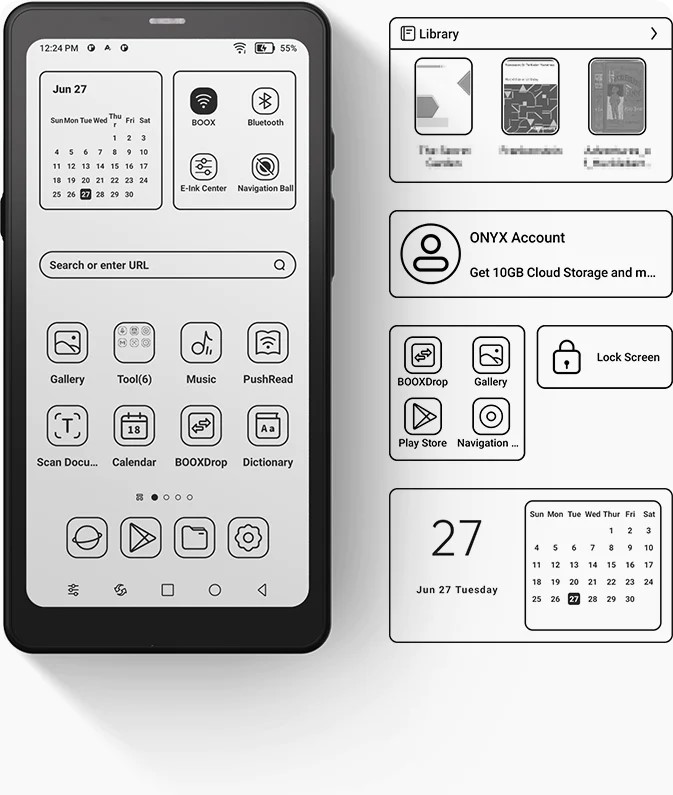 12:24 PM
55%
Jun 27
Sun Mon Tue Wed Thur Fri Sat
1 2 3
4 5 6 7 8 9 10
11 12 13 14 15 16 17
18 19 20 21 22 23 24
25 26 27 28 29 30
BOOX
Bluetooth
E-Ink Center
Navigation Ball
Search or enter URL
Gallery
Tool(6)
Music
PushRead
T
18
Aa
Scan Docu...
Calendar
BOOXDrop
Dictionary
Library
ONYX Account
Get 10GB Cloud Storage and m...
BOOXDrop
Gallery
Play Store
Navigation ...
Lock Screen
27
Jun 27 Tuesday
Sun Mon Tue Wed Thur Fri Sat
1 2 3
4 5 6 7 8 9 10
11 12 13 14 15 16 17
18 19 20 21 22 23 24
25 26 27 28 29 30